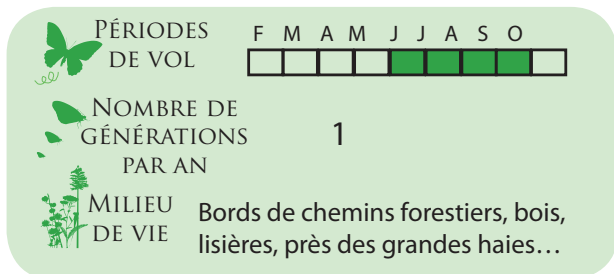 PÉRIODES
DE VOL
F M A M J J A S O
NOMBRE DE
GÉNÉRATIONS
PAR AN
1
MILIEU
DE VIE
Bords de chemins forestiers, bois,
lisières, près des grandes haies…